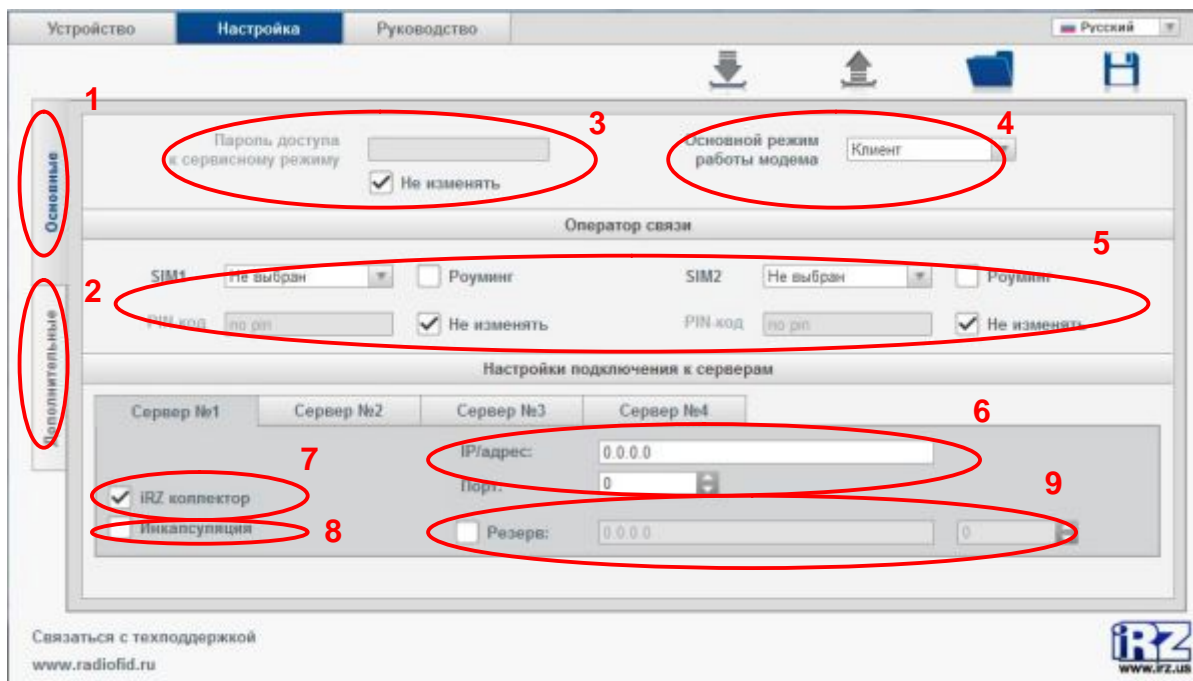 Устройство Настройка Руководство Русский
1
Основные
3
Пароль доступа
к сервисному режиму
Не изменять
4
Основной режим
работы модема
Клиент
Оператор связи
5
2
SIM1 Не выбран Роуминг SIM2 Не выбран Роуминг
PIN-код no pin Не изменять PIN-код no pin Не изменять
Дополнительные
Настройки подключения к серверам
Сервер №1 Сервер №2 Сервер №3 Сервер №4
6
IP/адрес: 0.0.0.0
7
Порт: 0
iRZ коллектор
9
Инкапсуляция
8
Резерв: 0.0.0.0 0
Связаться с техподдержкой
www.radiofid.ru
iRZ
www.irz.us